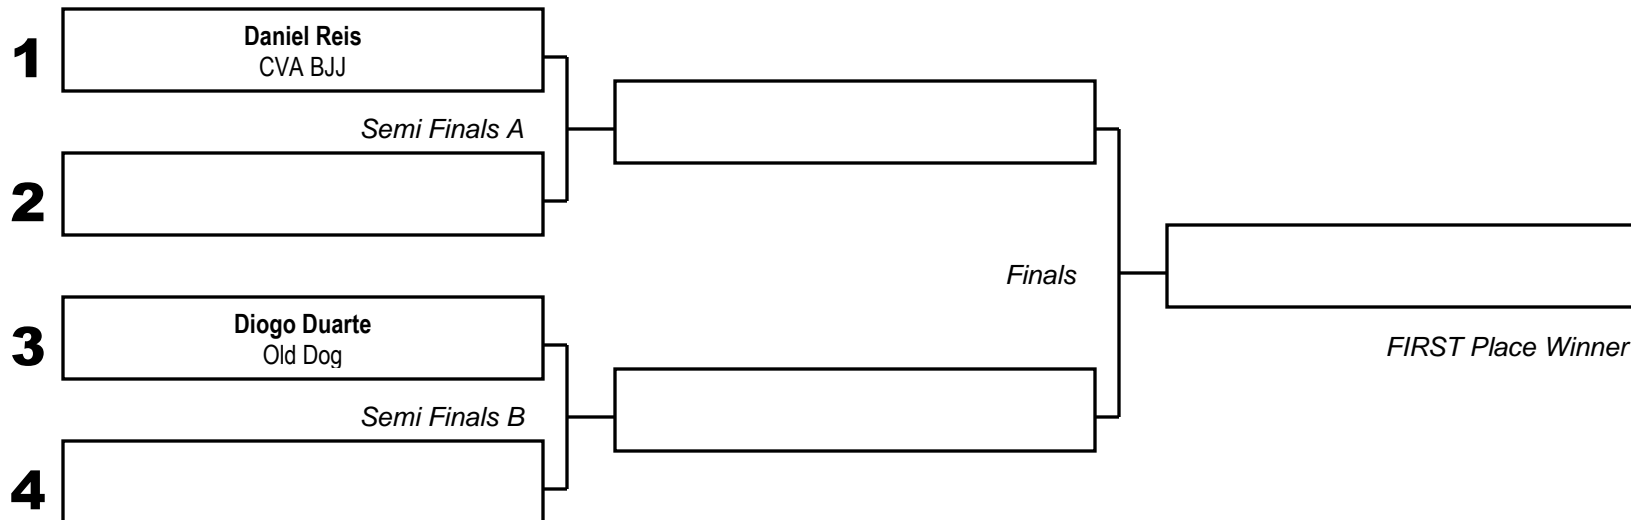 1
Daniel Reis
CVA BJJ
Semi Finals A
2
Finals
3
Diogo Duarte
Old Dog
FIRST Place Winner
Semi Finals B
4